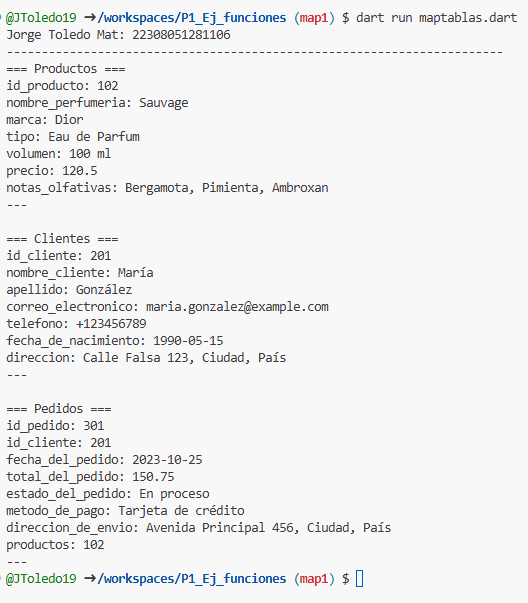 @JToledo19 ➜/workspaces/P1_Ej_funciones (map1) $ dart run maptablas.dart
Jorge Toledo Mat: 22308051281106
----------------------------------------------------------------------
=== Productos ===
id_producto: 102
nombre_perfumeria: Sauvage
marca: Dior
tipo: Eau de Parfum
volumen: 100 ml
precio: 120.5
notas_olfativas: Bergamota, Pimienta, Ambroxan
---
=== Clientes ===
id_cliente: 201
nombre_cliente: María
apellido: González
correo_electronico: maria.gonzalez@example.com
telefono: +123456789
fecha_de_nacimiento: 1990-05-15
direccion: Calle Falsa 123, Ciudad, País
---
=== Pedidos ===
id_pedido: 301
id_cliente: 201
fecha_del_pedido: 2023-10-25
total_del_pedido: 150.75
estado_del_pedido: En proceso
metodo_de_pago: Tarjeta de crédito
direccion_de_envio: Avenida Principal 456, Ciudad, País
productos: 102
---
@JToledo19 ➜/workspaces/P1_Ej_funciones (map1) $